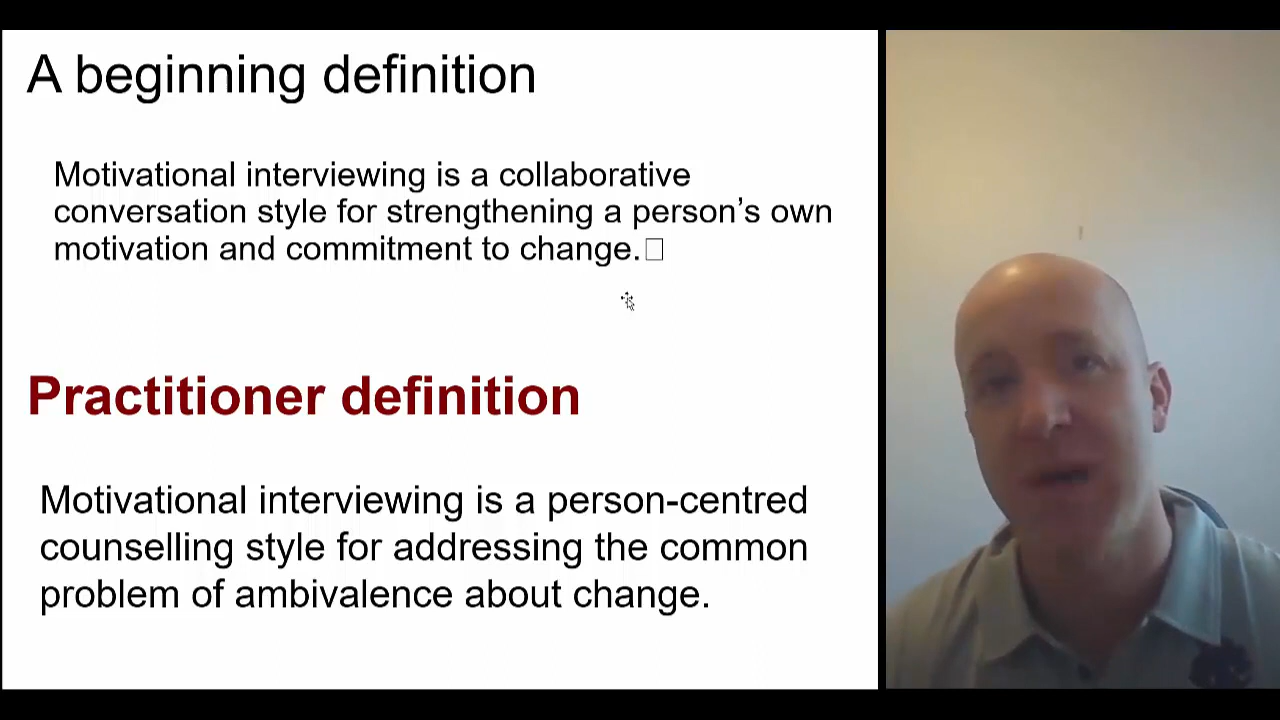 A beginning definition
Motivational interviewing is a collaborative
conversation style for strengthening a person’s own
motivation and commitment to change.□
Practitioner definition
Motivational interviewing is a person-centred
counselling style for addressing the common
problem of ambivalence about change.